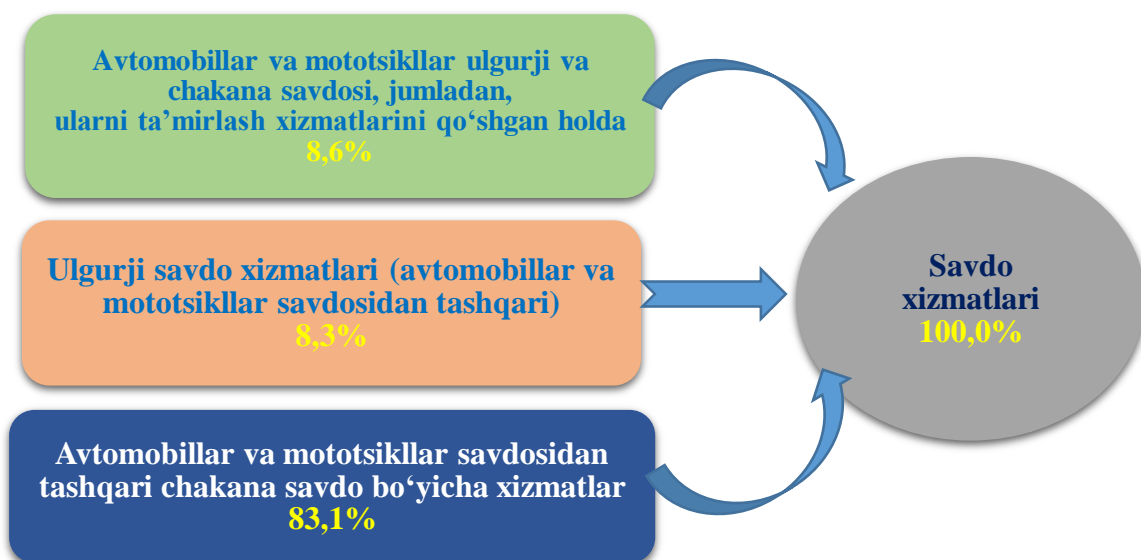 Avtomobillar va mototsikllar ulgurji va
chakana savdosi, jumladan,
ularni ta’mirlash xizmatlarini qo‘shgan holda
8,6%
Ulgurji savdo xizmatlari (avtomobillar va
mototsikllar savdosidan tashqari)
8,3%
Avtomobillar va mototsikllar savdosidan
tashqari chakana savdo bo‘yicha xizmatlar
83,1%
Savdo
xizmatlari
100,0%